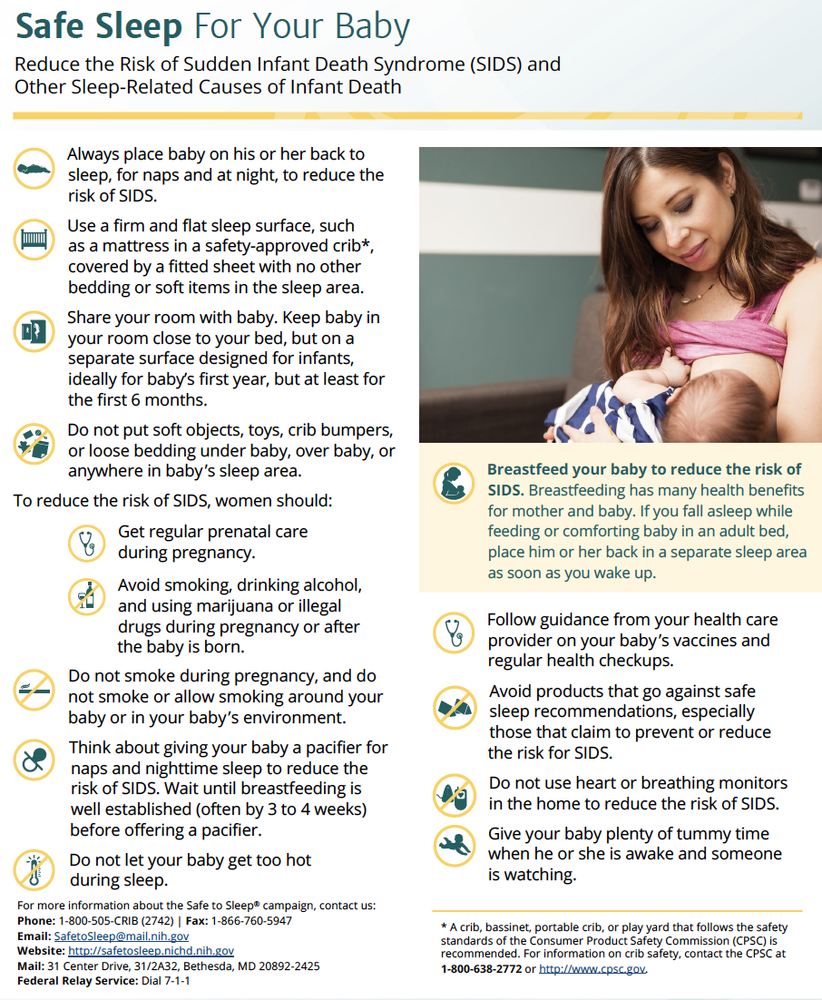 Safe Sleep For Your Baby
Reduce the Risk of Sudden Infant Death Syndrome (SIDS) and
Other Sleep-Related Causes of Infant Death
Always place baby on his or her back to
sleep, for naps and at night, to reduce the
risk of SIDS.
Use a firm and flat sleep surface, such
as a mattress in a safety-approved crib*,
covered by a fitted sheet with no other
bedding or soft items in the sleep area.
Share your room with baby. Keep baby in
your room close to your bed, but on a
separate surface designed for infants,
ideally for baby’s first year, but at least for
the first 6 months.
Do not put soft objects, toys, crib bumpers,
or loose bedding under baby, over baby, or
anywhere in baby’s sleep area.
To reduce the risk of SIDS, women should:
Get regular prenatal care
during pregnancy.
Avoid smoking, drinking alcohol,
and using marijuana or illegal
drugs during pregnancy or after
the baby is born.
Do not smoke during pregnancy, and do
not smoke or allow smoking around your
baby or in your baby’s environment.
Think about giving your baby a pacifier for
naps and nighttime sleep to reduce the
risk of SIDS. Wait until breastfeeding is
well established (often by 3 to 4 weeks)
before offering a pacifier.
Do not let your baby get too hot
during sleep.
For more information about the Safe to Sleep® campaign, contact us:
Phone: 1-800-505-CRIB (2742) | Fax: 1-866-760-5947
Email: SafetoSleep@mail.nih.gov
Website: http://safetosleep.nichd.nih.gov
Mail: 31 Center Drive, 31/2A32, Bethesda, MD 20892-2425
Federal Relay Service: Dial 7-1-1
Breastfeed your baby to reduce the risk of
SIDS. Breastfeeding has many health benefits
for mother and baby. If you fall asleep while
feeding or comforting baby in an adult bed,
place him or her back in a separate sleep area
as soon as you wake up.
Follow guidance from your health care
provider on your baby’s vaccines and
regular health checkups.
Avoid products that go against safe
sleep recommendations, especially
those that claim to prevent or reduce
the risk for SIDS.
Do not use heart or breathing monitors
in the home to reduce the risk of SIDS.
Give your baby plenty of tummy time
when he or she is awake and someone
is watching.
* A crib, bassinet, portable crib, or play yard that follows the safety
standards of the Consumer Product Safety Commission (CPSC) is
recommended. For information on crib safety, contact the CPSC at
1-800-638-2772 or http://www.cpsc.gov.